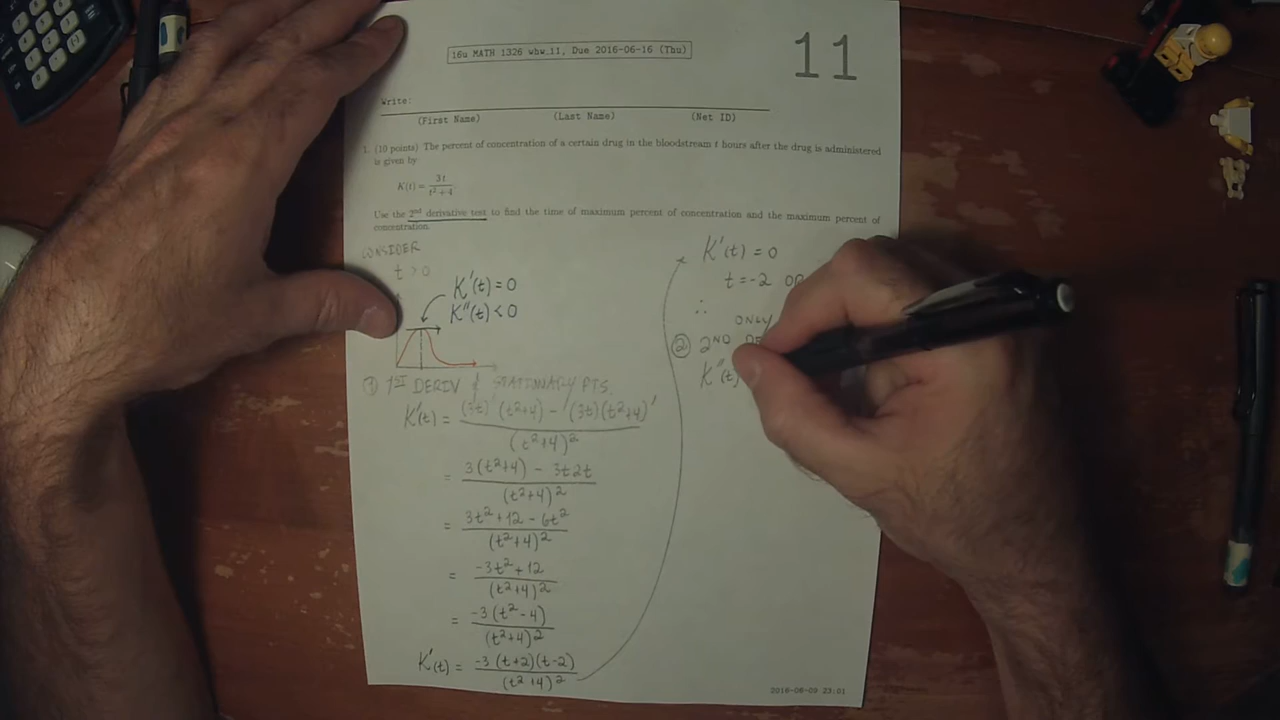 16u MATH 1326 whw 11, Due 2016-06-16 (Thu)
11
Write:
(First Name) (Last Name) (Net ID)
1. (10 points) The percent of concentration of a certain drug in the bloodstream t hours after the drug is administered
is given by
K(t) = 3t / t² + 4
Use the 2nd derivative test to find the time of maximum percent of concentration and the maximum percent of
concentration.
CONSIDER
t > 0
K'(t) = 0
K''(t) < 0
① 1ST DERIV & STATIONARY PTS.
K'(t) = (3t)'(t²+4) - (3t)(t²+4)' / (t²+4)²
= 3(t²+4) - 3t2t / (t²+4)²
= 3t² + 12 - 6t² / (t²+4)²
= -3t² + 12 / (t²+4)²
= -3(t² - 4) / (t²+4)²
K'(t) = -3(t+2)(t-2) / (t²+4)²
K'(t) = 0
t = -2 OR
∴
ONLY
② 2ND DE
K''(t)
2016-06-09 23:01